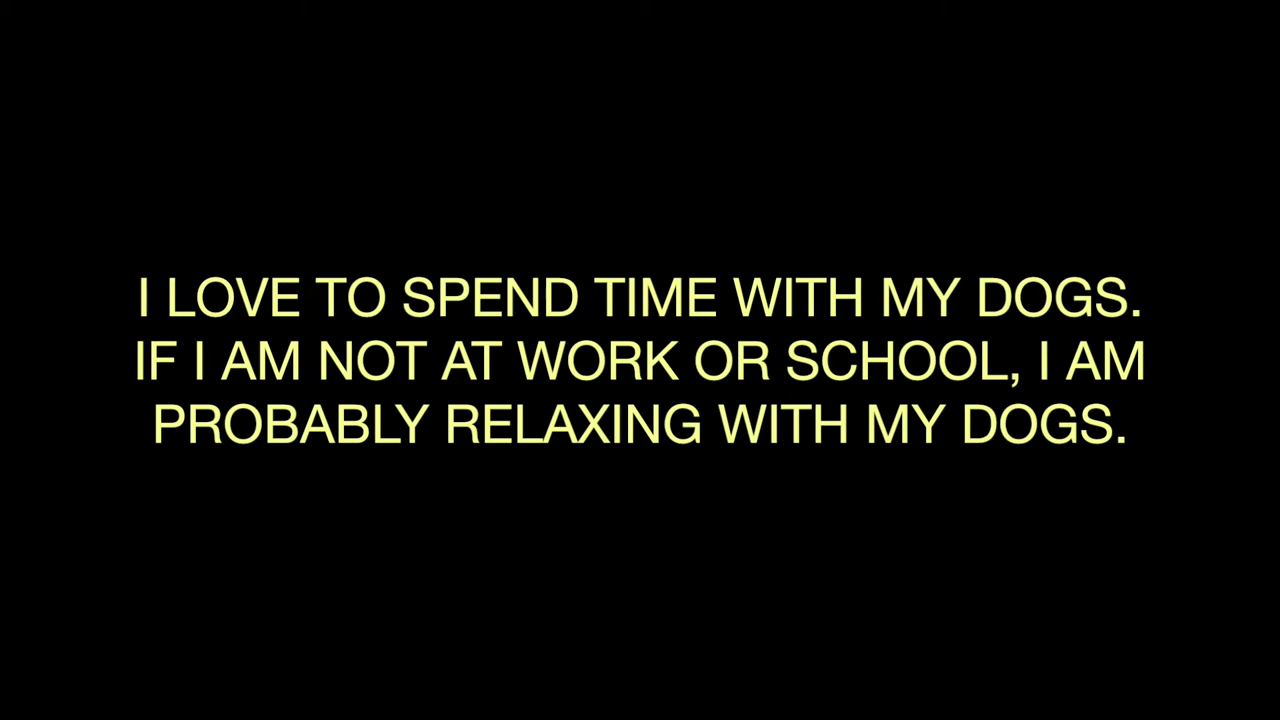 I LOVE TO SPEND TIME WITH MY DOGS.
IF I AM NOT AT WORK OR SCHOOL, I AM
PROBABLY RELAXING WITH MY DOGS.